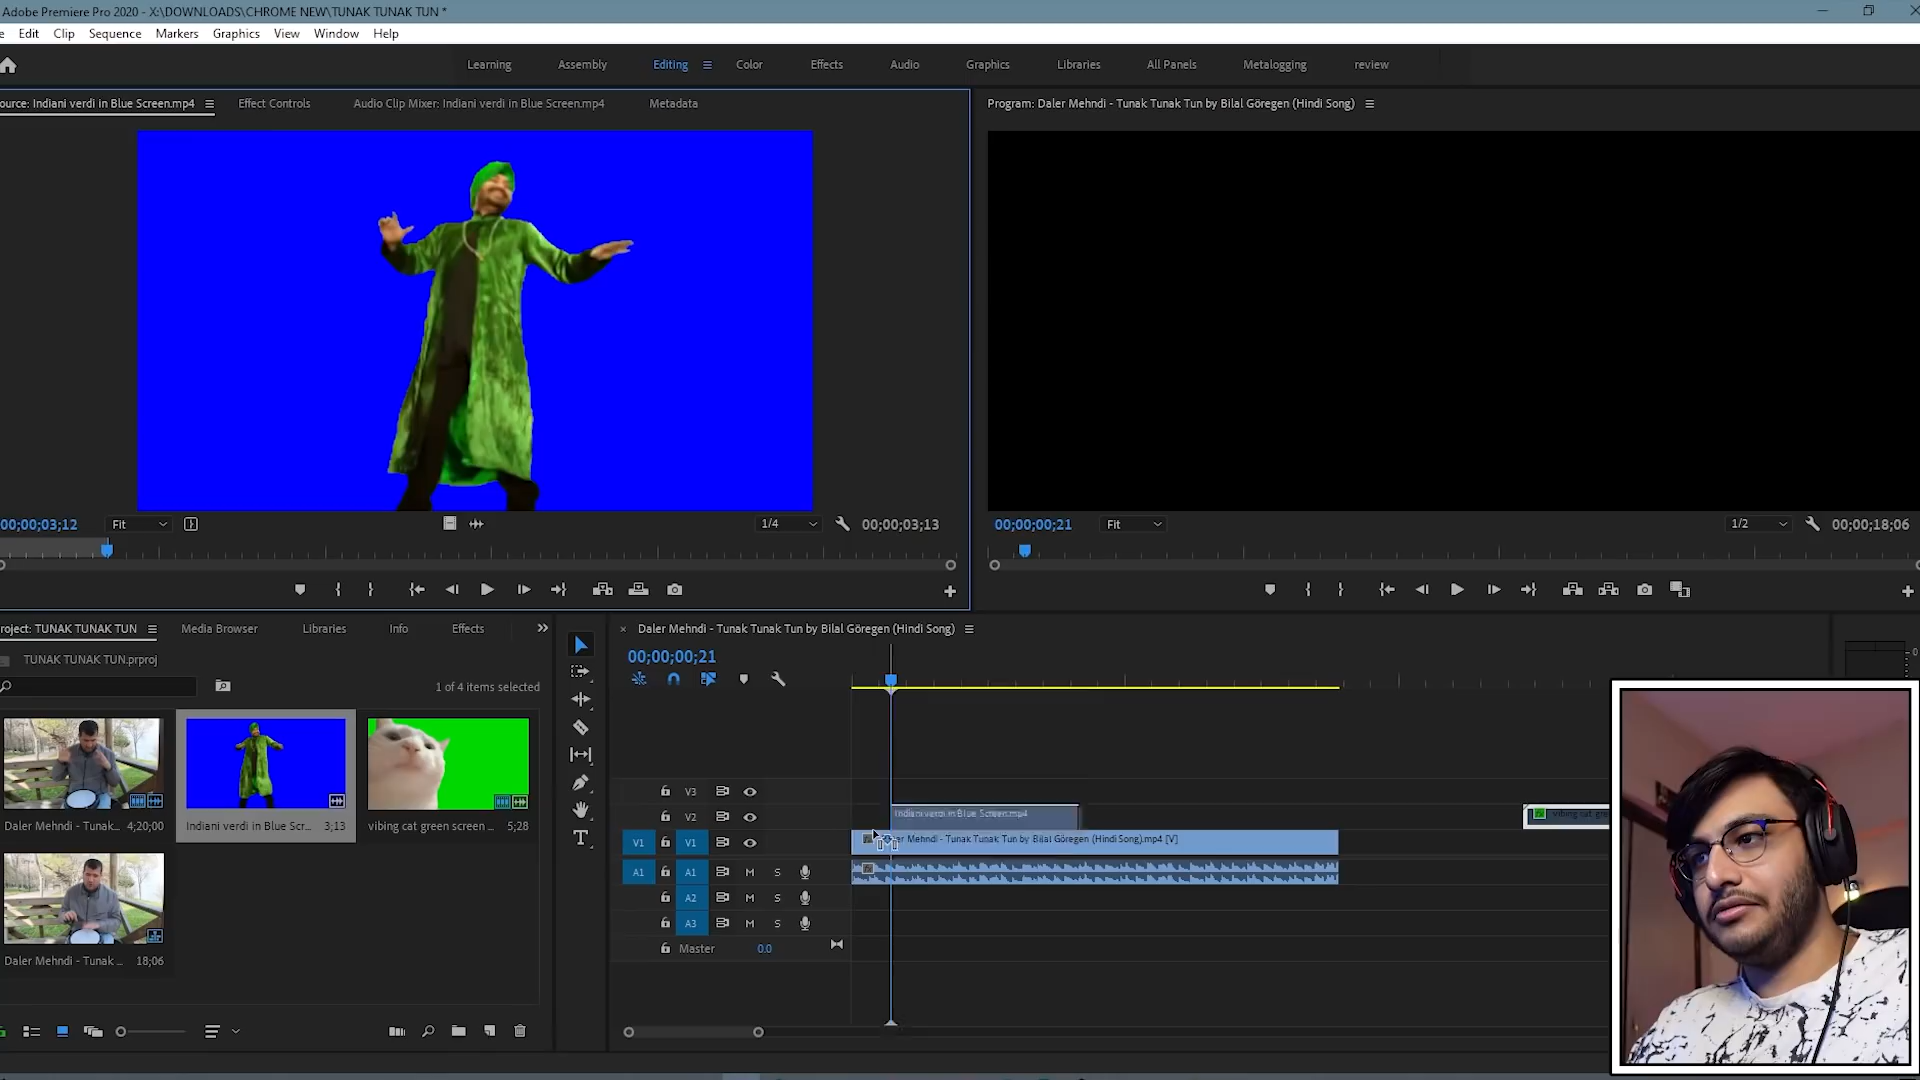 Adobe Premiere Pro 2020 - X:\DOWNLOADS\CHROME NEW\TUNAK TUNAK TUN *
e Edit Clip Sequence Markers Graphics View Window Help
Learning Assembly Editing Color Effects Audio Graphics Libraries All Panels Metalogging review
ource: Indiani verdi in Blue Screen.mp4 Effect Controls Audio Clip Mixer: Indiani verdi in Blue Screen.mp4 Metadata
Program: Daler Mehndi - Tunak Tunak Tun by Bilal Göregen (Hindi Song)
00;00;03;12 Fit 1/4 00;00;03;13
00;00;00;21 Fit 1/2 00;00;18;06
roject: TUNAK TUNAK TUN Media Browser Libraries Info Effects
TUNAK TUNAK TUN.prproj
1 of 4 items selected
Daler Mehndi - Tunak... 4;20;00
Indiani verdi in Blue Scr... 3;13
vibing cat green screen ... 5;28
Daler Mehndi - Tunak ... 18;06
× Daler Mehndi - Tunak Tunak Tun by Bilal Göregen (Hindi Song)
00;00;00;21
V3
V2 Indiani verdi in Blue Screen.mp4 vibing cat gre
V1 V1 er Mehndi - Tunak Tunak Tun by Bilal Göregen (Hindi Song).mp4 [V]
A1 A1 M S
A2 M S
A3 M S
Master 0.0
0